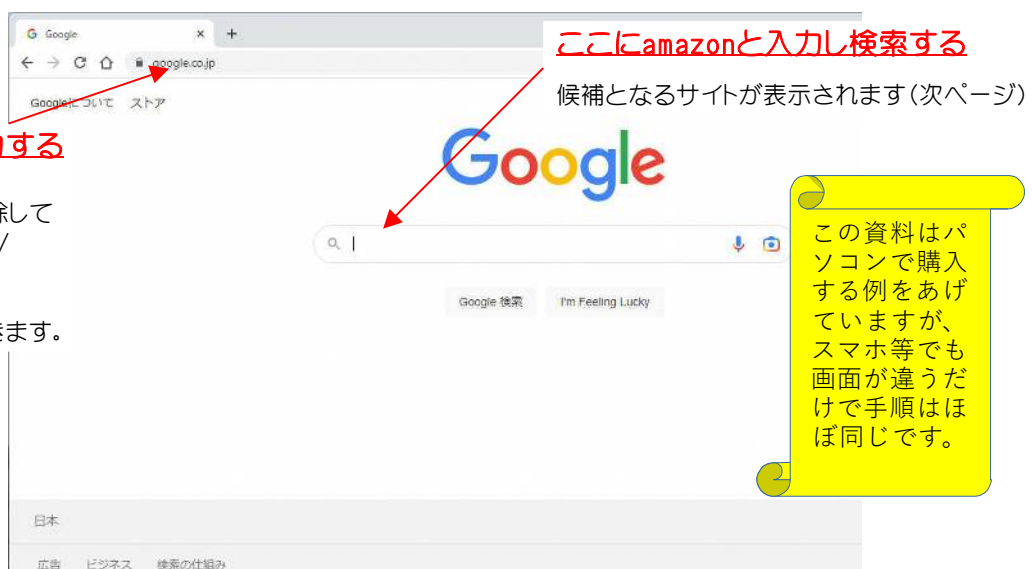 Google
google.co.jp
ここにamazonと入力し検索する
候補となるサイトが表示されます(次ページ)
Googleについて ストア
する
除して
/
きます。
Google
Google 検索 I'm Feeling Lucky
この資料はパ
ソコンで購入
する例をあげ
ていますが、
スマホ等でも
画面が違うだ
けで手順はほ
ぼ同じです。
日本
広告 ビジネス 検索の仕組み